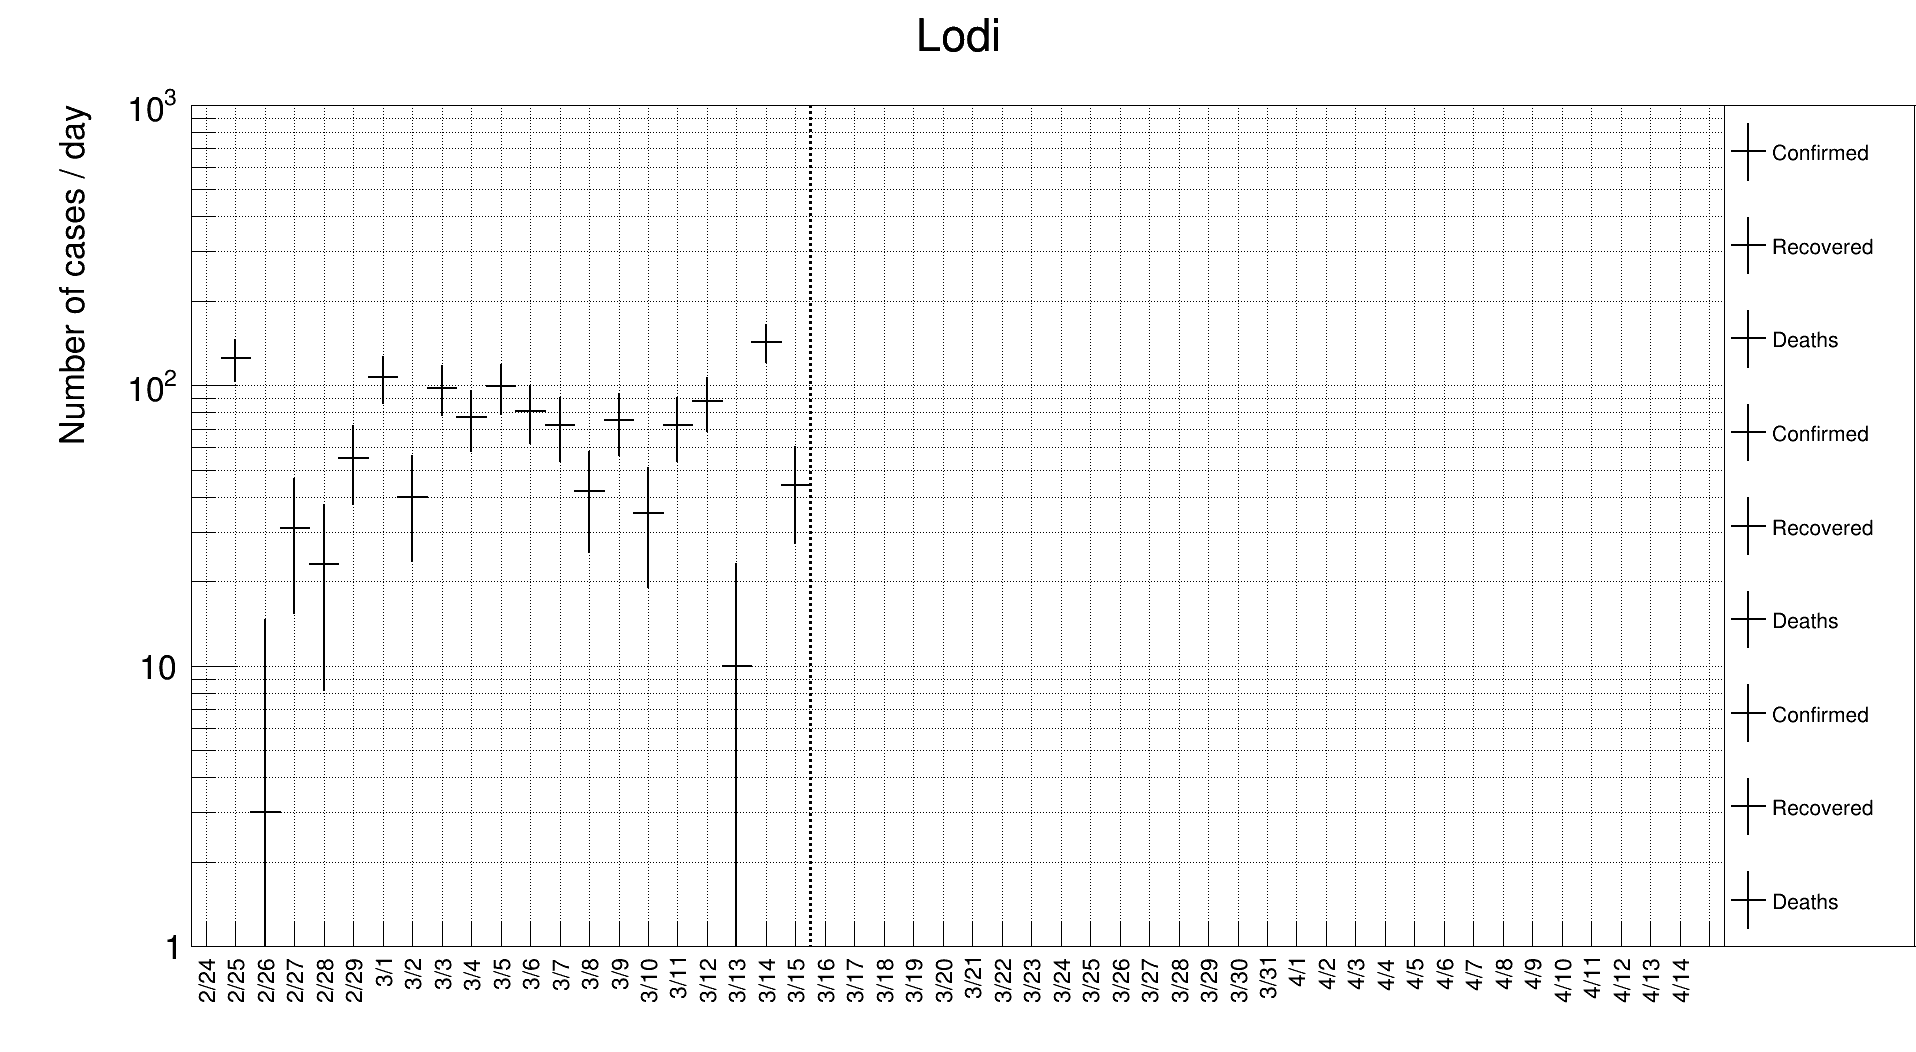 Lodi
Number of cases / day
10³
10²
10
1
2/24 2/25 2/26 2/27 2/28 2/29 3/1 3/2 3/3 3/4 3/5 3/6 3/7 3/8 3/9 3/10 3/11 3/12 3/13 3/14 3/15 3/16 3/17 3/18 3/19 3/20 3/21 3/22 3/23 3/24 3/25 3/26 3/27 3/28 3/29 3/30 3/31 4/1 4/2 4/3 4/4 4/5 4/6 4/7 4/8 4/9 4/10 4/11 4/12 4/13 4/14
Confirmed
Recovered
Deaths
Confirmed
Recovered
Deaths
Confirmed
Recovered
Deaths